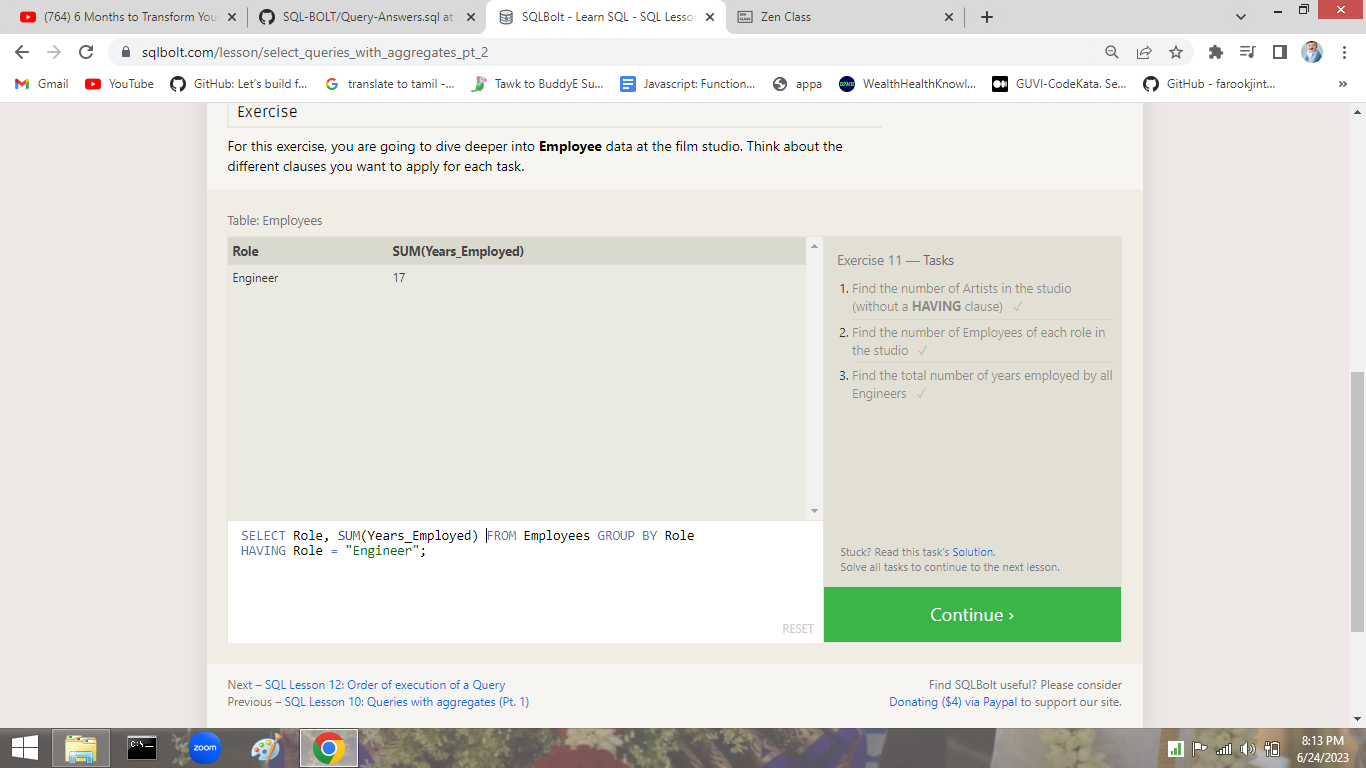 (764) 6 Months to Transform You
SQL-BOLT/Query-Answers.sql at
SQLBolt - Learn SQL - SQL Lesson
Zen Class
sqlbolt.com/lesson/select_queries_with_aggregates_pt_2
Gmail
YouTube
GitHub: Let's build f...
translate to tamil -...
Tawk to BuddyE Su...
Javascript: Function...
appa
WealthHealthKnowl...
GUVI-CodeKata. Se...
GitHub - farookjint...
»
Exercise
For this exercise, you are going to dive deeper into Employee data at the film studio. Think about the
different clauses you want to apply for each task.
Table: Employees
Role SUM(Years_Employed)
Engineer 17
SELECT Role, SUM(Years_Employed) FROM Employees GROUP BY Role
HAVING Role = "Engineer";
RESET
Exercise 11 — Tasks
1. Find the number of Artists in the studio
(without a HAVING clause) ✓
2. Find the number of Employees of each role in
the studio ✓
3. Find the total number of years employed by all
Engineers ✓
Stuck? Read this task's Solution.
Solve all tasks to continue to the next lesson.
Continue ›
Next – SQL Lesson 12: Order of execution of a Query
Previous – SQL Lesson 10: Queries with aggregates (Pt. 1)
Find SQLBolt useful? Please consider
Donating ($4) via Paypal to support our site.
C:\_
zoom
8:13 PM
6/24/2023